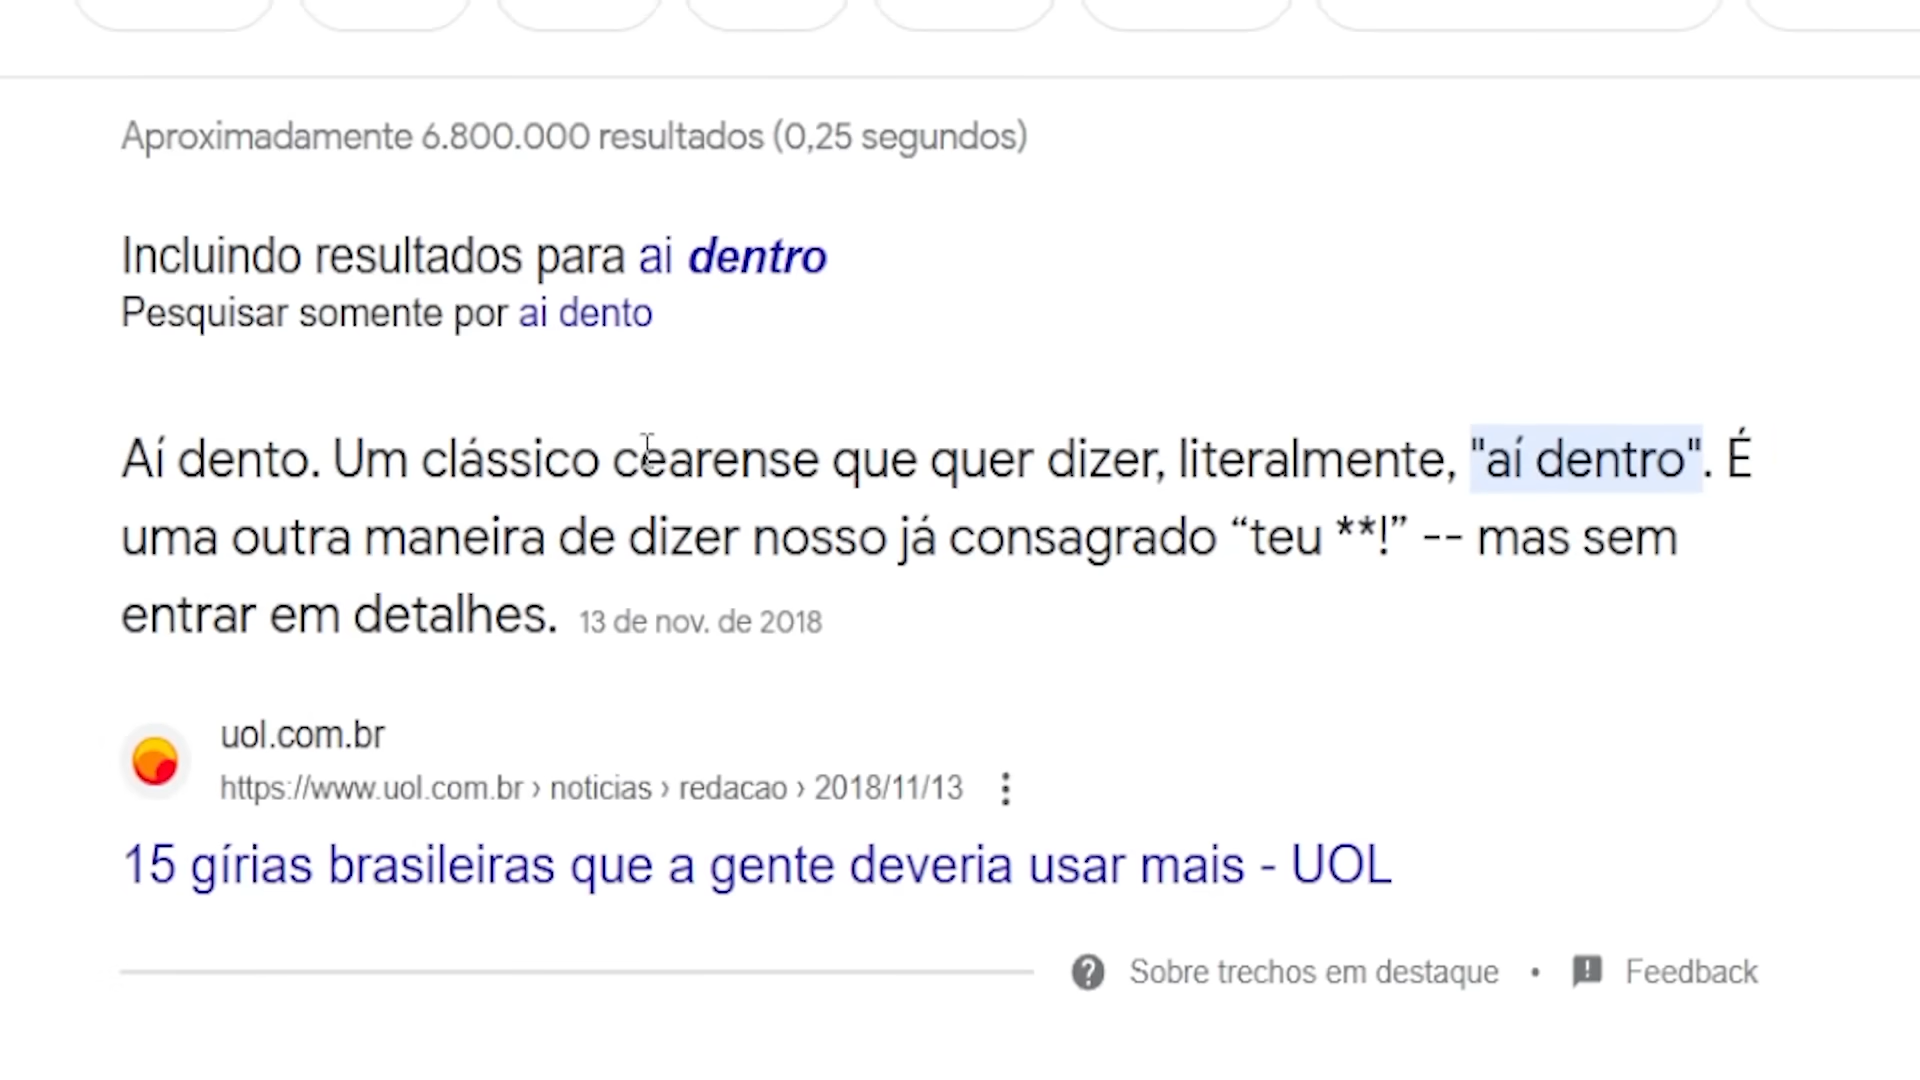 Aproximadamente 6.800.000 resultados (0,25 segundos)
Incluindo resultados para ai dentro
Pesquisar somente por ai dento
Aí dento. Um clássico cearense que quer dizer, literalmente, "aí dentro". É
uma outra maneira de dizer nosso já consagrado “teu **!” -- mas sem
entrar em detalhes. 13 de nov. de 2018
uol.com.br
https://www.uol.com.br › noticias › redacao › 2018/11/13
15 gírias brasileiras que a gente deveria usar mais - UOL
Sobre trechos em destaque • Feedback